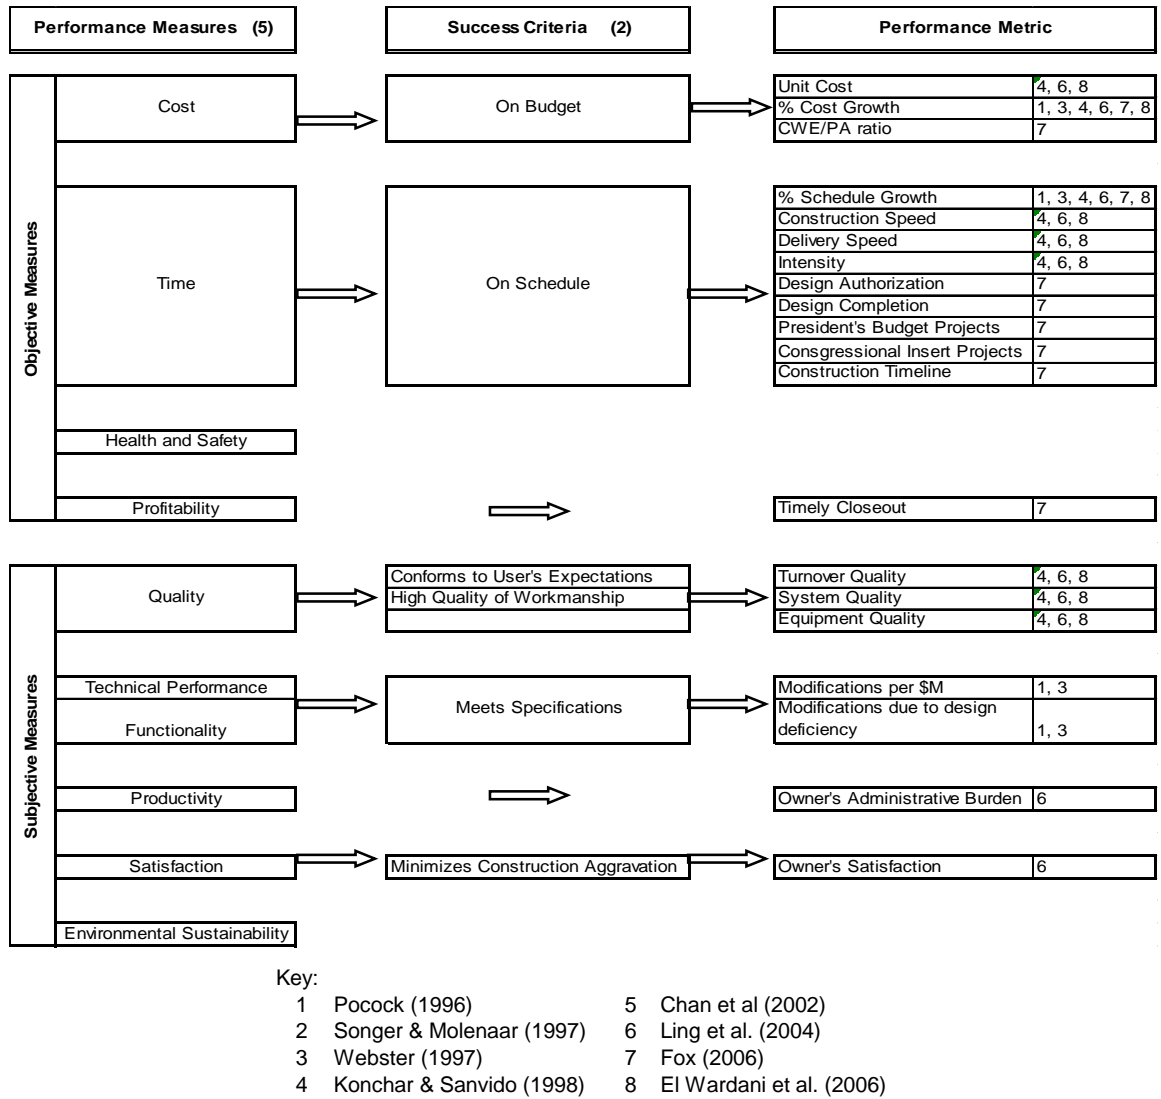 Performance Measures (5) Success Criteria (2) Performance Metric
Objective Measures
Cost On Budget
Unit Cost 4, 6, 8
% Cost Growth 1, 3, 4, 6, 7, 8
CWE/PA ratio 7
Time On Schedule
% Schedule Growth 1, 3, 4, 6, 7, 8
Construction Speed 4, 6, 8
Delivery Speed 4, 6, 8
Intensity 4, 6, 8
Design Authorization 7
Design Completion 7
President's Budget Projects 7
Consgressional Insert Projects 7
Construction Timeline 7
Health and Safety
Profitability Timely Closeout 7
Subjective Measures
Quality
Conforms to User's Expectations
High Quality of Workmanship
Turnover Quality 4, 6, 8
System Quality 4, 6, 8
Equipment Quality 4, 6, 8
Technical Performance
Functionality
Meets Specifications
Modifications per $M 1, 3
Modifications due to design
deficiency 1, 3
Productivity Owner's Administrative Burden 6
Satisfaction Minimizes Construction Aggravation Owner's Satisfaction 6
Environmental Sustainability
Key:
1 Pocock (1996) 5 Chan et al (2002)
2 Songer & Molenaar (1997) 6 Ling et al. (2004)
3 Webster (1997) 7 Fox (2006)
4 Konchar & Sanvido (1998) 8 El Wardani et al. (2006)